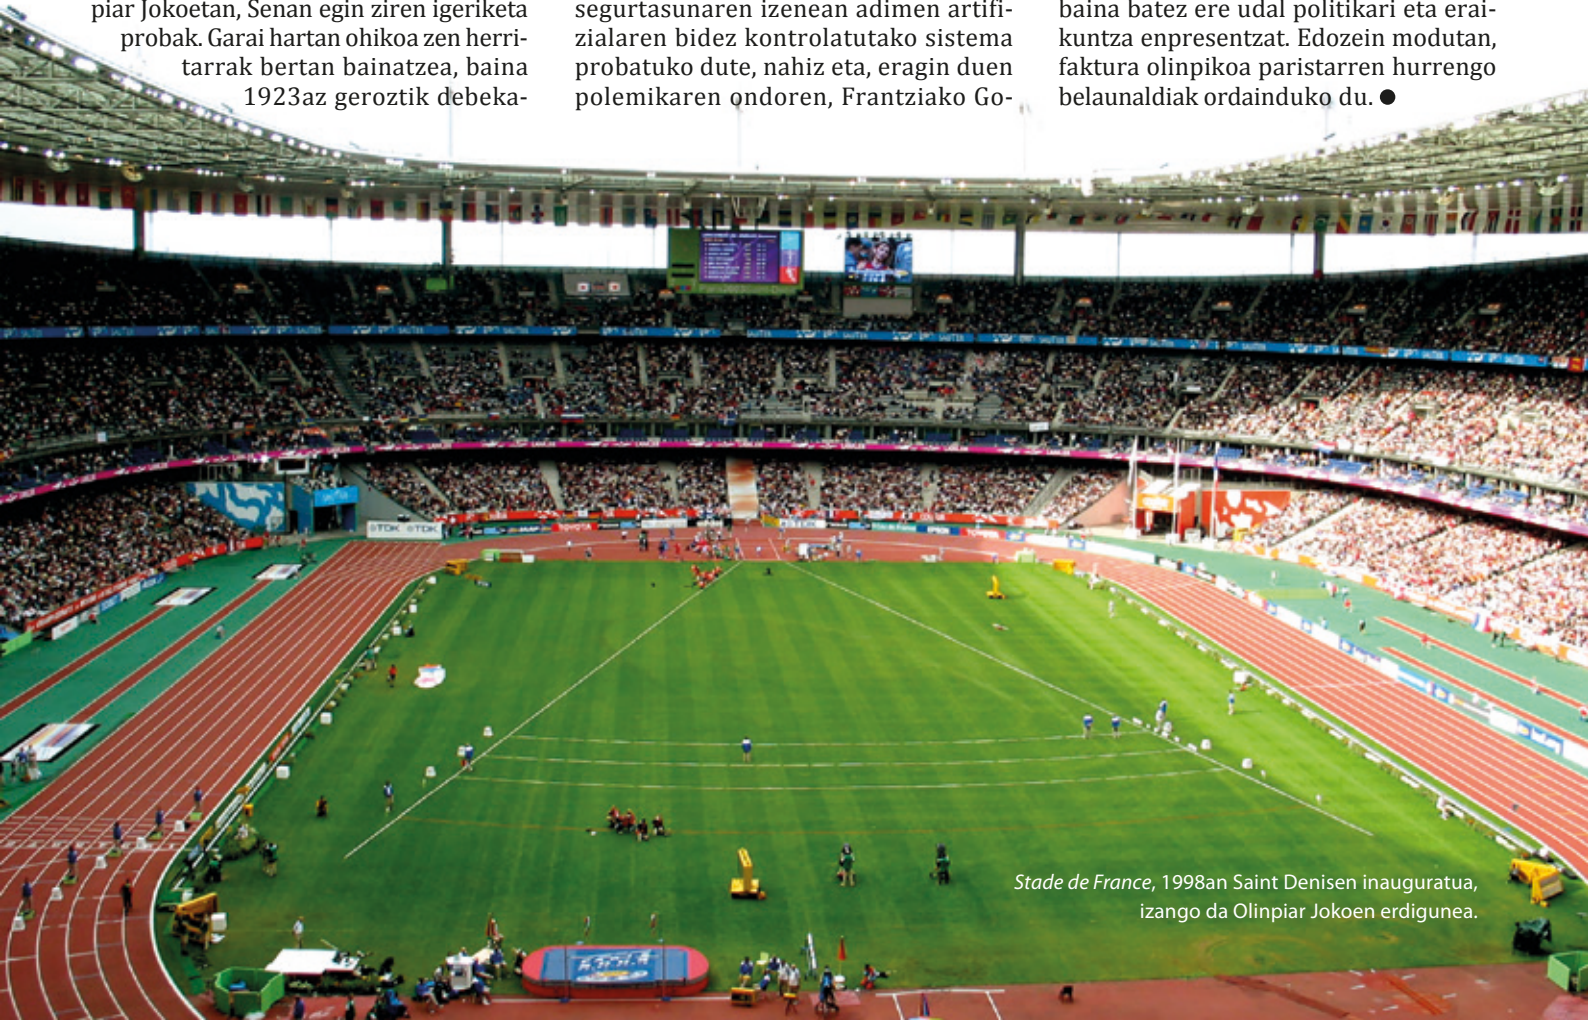 piar Jokoetan, Senan egin ziren igeriketa
probak. Garai hartan ohikoa zen herri-
tarrak bertan bainatzea, baina
1923az geroztik debeka-
segurtasunaren izenean adimen artifi-
zialaren bidez kontrolatutako sistema
probatuko dute, nahiz eta, eragin duen
polemikaren ondoren, Frantziako Go-
baina batez ere udal politikari eta erai-
kuntza enpresentzat. Edozein modutan,
faktura olinpikoa paristarren hurrengo
belaunaldiak ordainduko du. ●
TDK TDK
TOYOTA
Stade de France, 1998an Saint Denisen inauguratua,
izango da Olinpiar Jokoen erdigunea.